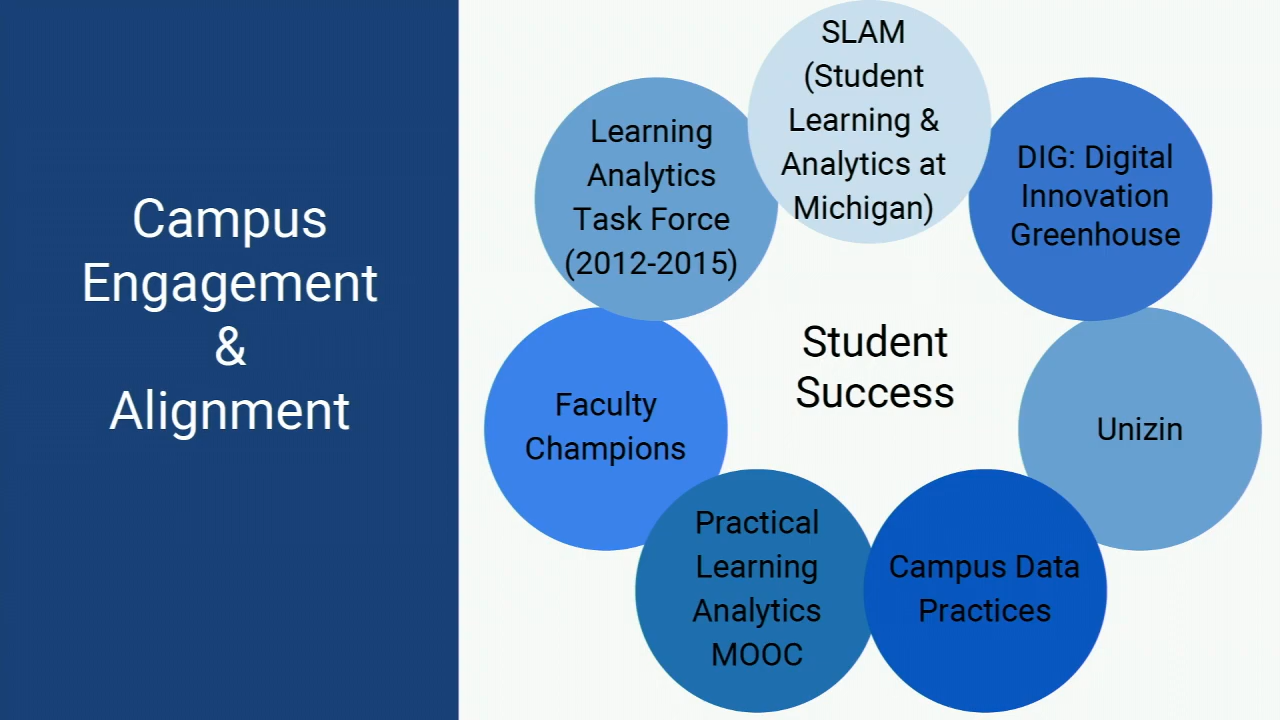 Campus
Engagement
&
Alignment
SLAM
(Student
Learning &
Analytics at
Michigan)
Learning
Analytics
Task Force
(2012-2015)
DIG: Digital
Innovation
Greenhouse
Student
Success
Faculty
Champions
Unizin
Practical
Learning
Analytics
MOOC
Campus Data
Practices